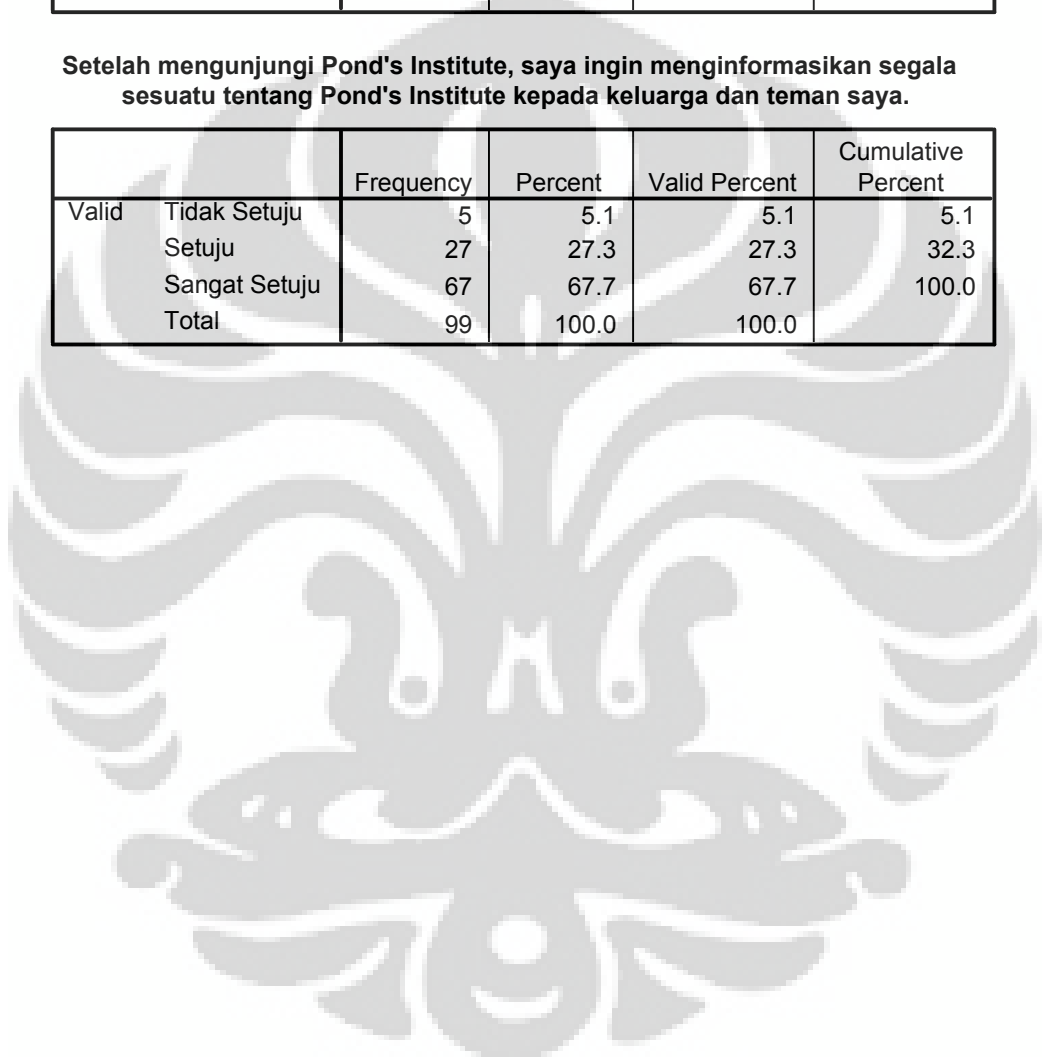 Setelah mengunjungi Pond's Institute, saya ingin menginformasikan segala
sesuatu tentang Pond's Institute kepada keluarga dan teman saya.
Frequency Percent Valid Percent Cumulative Percent
Valid Tidak Setuju 5 5.1 5.1 5.1
Setuju 27 27.3 27.3 32.3
Sangat Setuju 67 67.7 67.7 100.0
Total 99 100.0 100.0